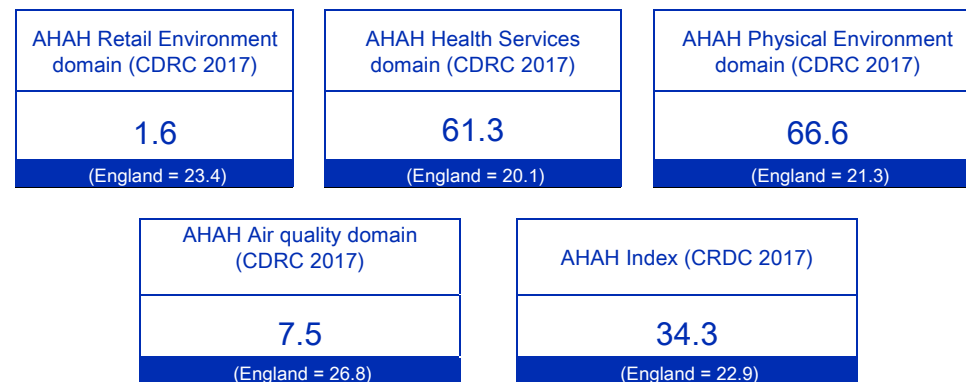 AHAH Retail Environment
domain (CDRC 2017)
1.6
(England = 23.4)
AHAH Health Services
domain (CDRC 2017)
61.3
(England = 20.1)
AHAH Physical Environment
domain (CDRC 2017)
66.6
(England = 21.3)
AHAH Air quality domain
(CDRC 2017)
7.5
(England = 26.8)
AHAH Index (CRDC 2017)
34.3
(England = 22.9)